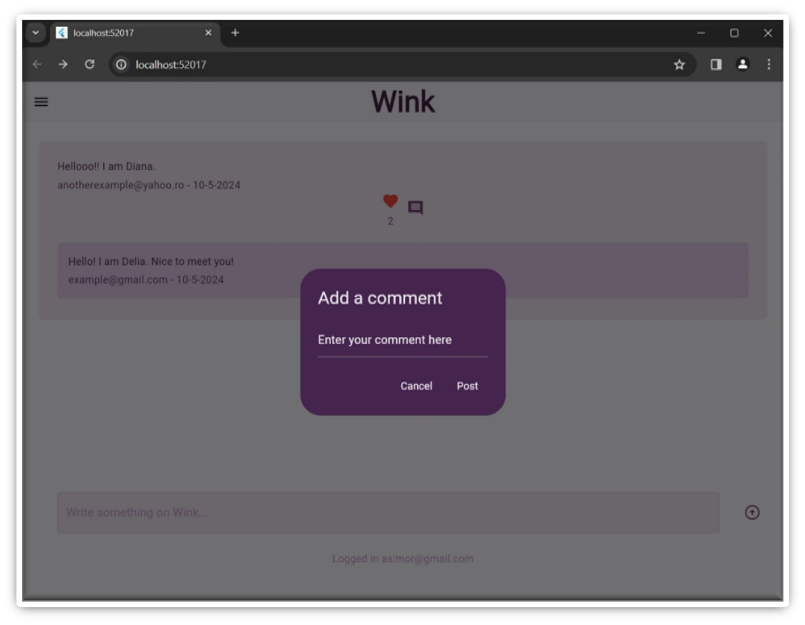 localhost:52017
localhost:52017
Wink
Hellooo!! I am Diana.
anotherexample@yahoo.ro - 10-5-2024
2
Hello! I am Delia. Nice to meet you!
example@gmail.com - 10-5-2024
Add a comment
Enter your comment here
Cancel Post
Write something on Wink...
Logged in as:mor@gmail.com